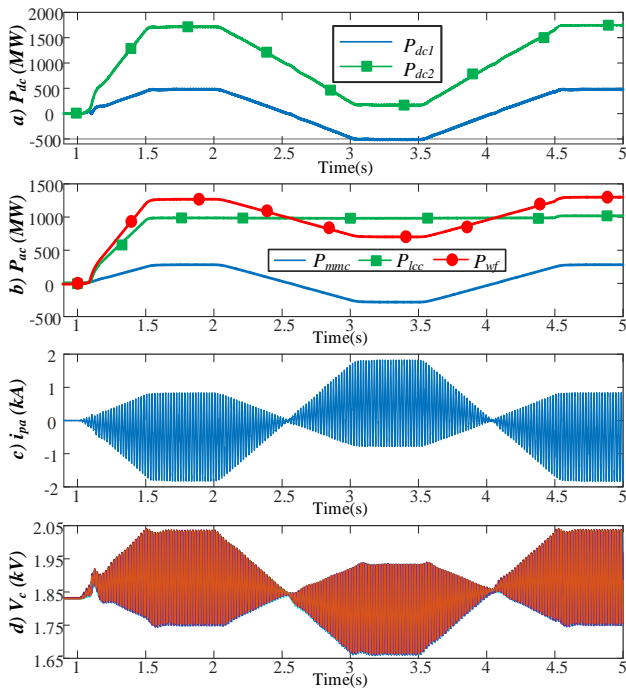 a) P_dc (MW)
2000
1500
1000
500
0
-500
P_dc1
P_dc2
1 1.5 2 2.5 3 3.5 4 4.5 5
Time(s)
b) P_ac (MW)
1500
1000
500
0
-500
P_mmc P_lcc P_wf
1 1.5 2 2.5 3 3.5 4 4.5 5
Time(s)
c) i_pa (kA)
2
1
0
-1
-2
1 1.5 2 2.5 3 3.5 4 4.5 5
Time(s)
d) V_c (kV)
2.05
1.95
1.85
1.75
1.65
1 1.5 2 2.5 3 3.5 4 4.5 5
Time(s)